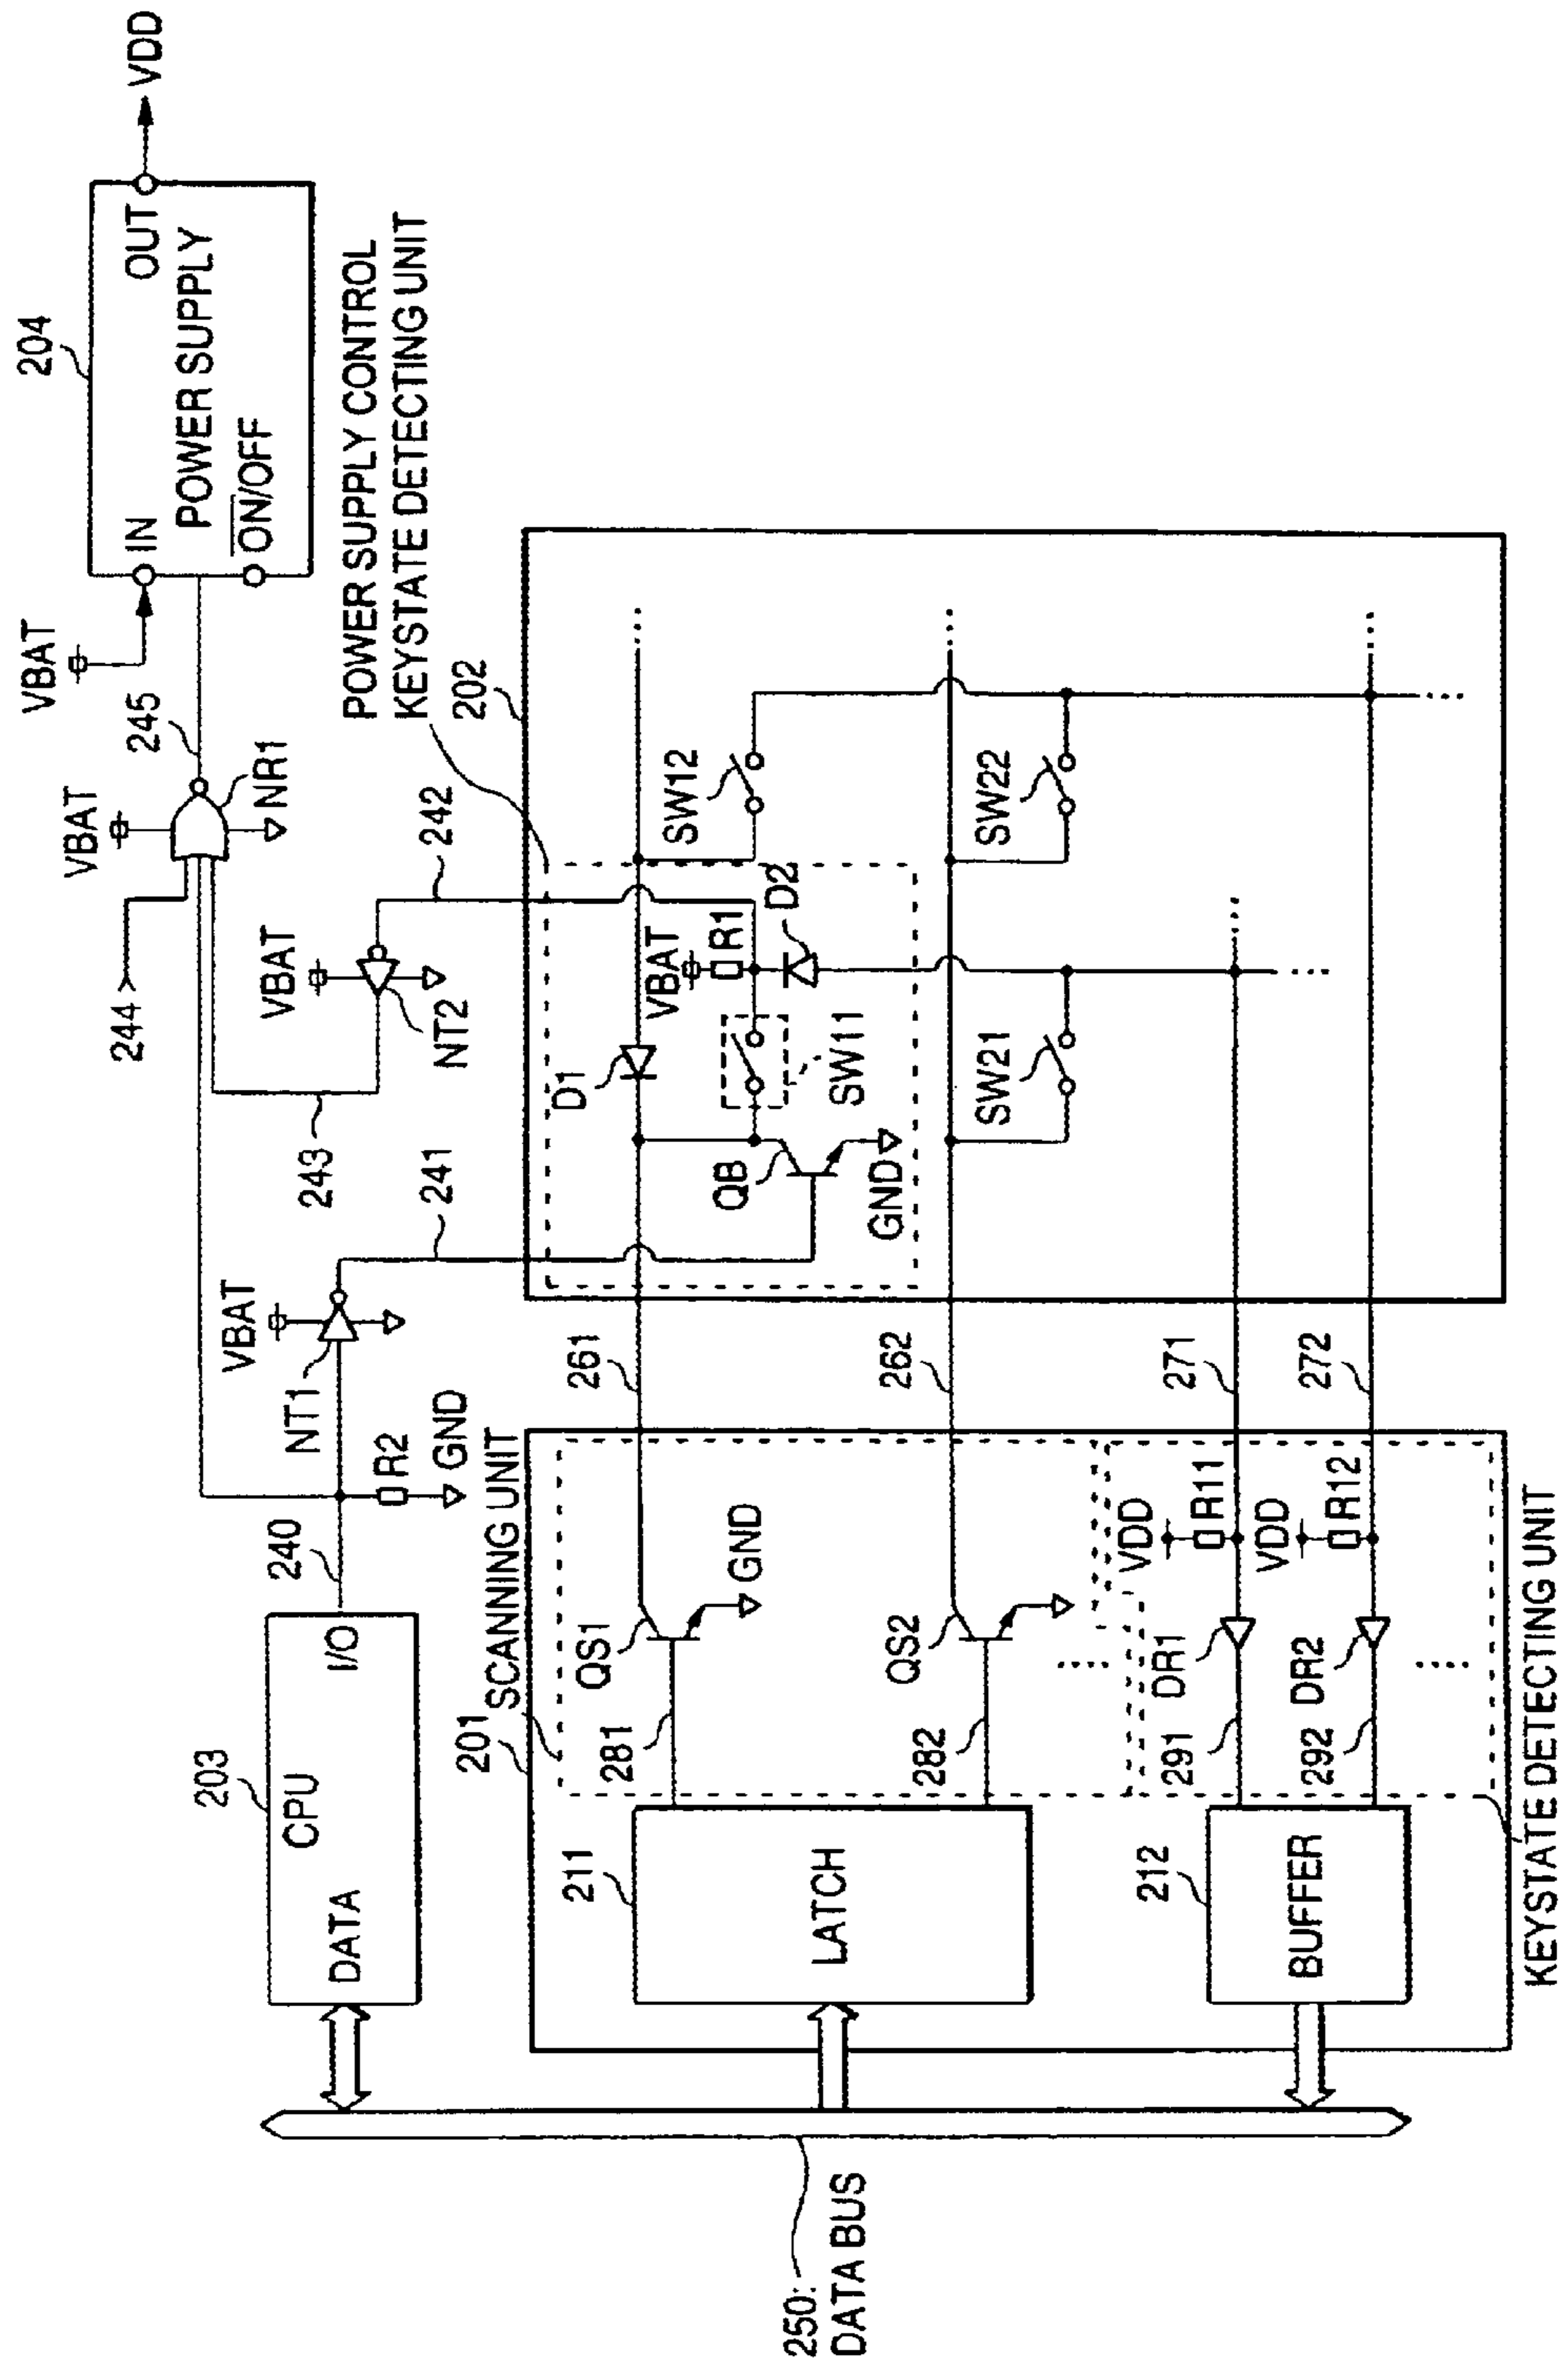 204
VDD
OUT
POWER SUPPLY
IN
ON/OFF
VBAT
245
VBAT
NR1
244
VBAT
NT2
242
243
241
VBAT
NT1
R2
GND
240
203
CPU
I/O
DATA
POWER SUPPLY CONTROL
KEYSTATE DETECTING UNIT
202
SW12
SW22
D2
R1
VBAT
D1
SW11
SW21
QB
GND
261
262
271
272
SCANNING UNIT
201
QS1
GND
281
QS2
282
VDD
R11
VDD
R12
DR1
DR2
291
292
211
LATCH
212
BUFFER
KEYSTATE DETECTING UNIT
250:
DATA BUS